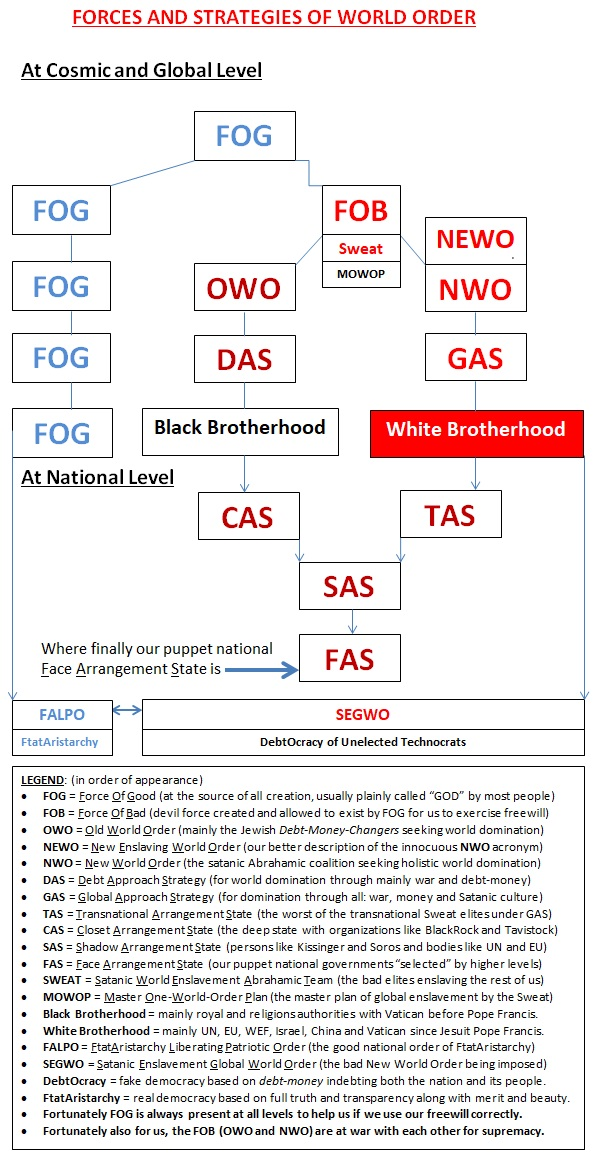 FORCES AND STRATEGIES OF WORLD ORDER
At Cosmic and Global Level
FOG
FOG
FOB
Sweat
MOWOP
NEWO
NWO
FOG
OWO
FOG
DAS
GAS
FOG
Black Brotherhood
White Brotherhood
At National Level
CAS
TAS
SAS
Where finally our puppet national
Face Arrangement State is
FAS
FALPO
SEGWO
FtatAristarchy
DebtOcracy of Unelected Technocrats
LEGEND: (in order of appearance)
• FOG = Force Of Good (at the source of all creation, usually plainly called “GOD” by most people)
• FOB = Force Of Bad (devil force created and allowed to exist by FOG for us to exercise freewill)
• OWO = Old World Order (mainly the Jewish Debt-Money-Changers seeking world domination)
• NEWO = New Enslaving World Order (our better description of the innocuous NWO acronym)
• NWO = New World Order (the satanic Abrahamic coalition seeking holistic world domination)
• DAS = Debt Approach Strategy (for world domination through mainly war and debt-money)
• GAS = Global Approach Strategy (for domination through all: war, money and Satanic culture)
• TAS = Transnational Arrangement State (the worst of the transnational Sweat elites under GAS)
• CAS = Closet Arrangement State (the deep state with organizations like BlackRock and Tavistock)
• SAS = Shadow Arrangement State (persons like Kissinger and Soros and bodies like UN and EU)
• FAS = Face Arrangement State (our puppet national governments “selected” by higher levels)
• SWEAT = Satanic World Enslavement Abrahamic Team (the bad elites enslaving the rest of us)
• MOWOP = Master One-World-Order Plan (the master plan of global enslavement by the Sweat)
• Black Brotherhood = mainly royal and religions authorities with Vatican before Pope Francis.
• White Brotherhood = mainly UN, EU, WEF, Israel, China and Vatican since Jesuit Pope Francis.
• FALPO = FtatAristarchy Liberating Patriotic Order (the good national order of FtatAristarchy)
• SEGWO = Satanic Enslavement Global World Order (the bad New World Order being imposed)
• DebtOcracy = fake democracy based on debt-money indebting both the nation and its people.
• FtatAristarchy = real democracy based on full truth and transparency along with merit and beauty.
• Fortunately FOG is always present at all levels to help us if we use our freewill correctly.
• Fortunately also for us, the FOB (OWO and NWO) are at war with each other for supremacy.